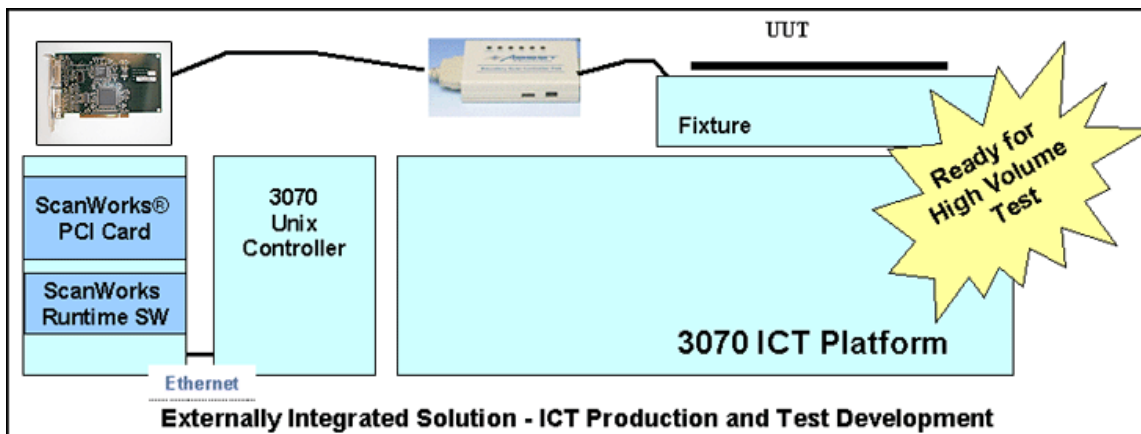 UUT
ASSET
Fixture
Ready for
High Volume
Test
ScanWorks®
PCI Card
3070
Unix
Controller
ScanWorks
Runtime SW
3070 ICT Platform
Ethernet
Externally Integrated Solution - ICT Production and Test Development